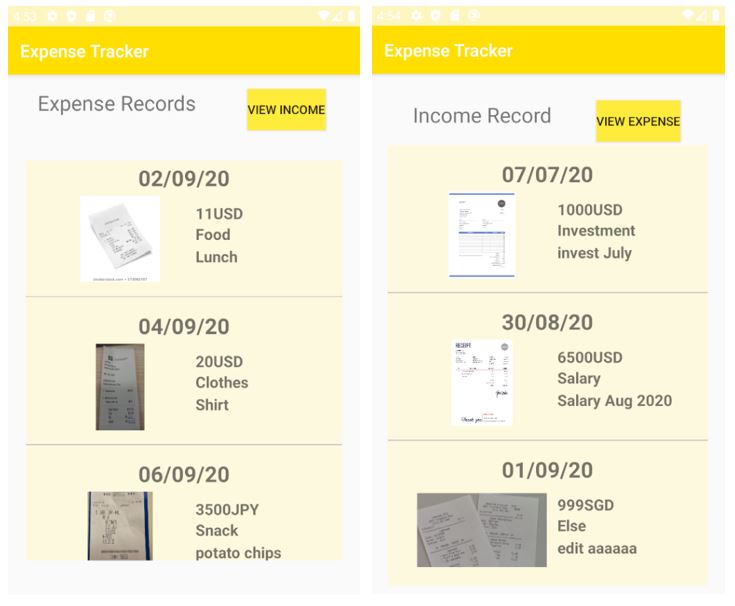 4:53
Expense Tracker
Expense Records
VIEW INCOME
02/09/20
11USD
Food
Lunch
04/09/20
20USD
Clothes
Shirt
06/09/20
3500JPY
Snack
potato chips
4:54
Expense Tracker
Income Record
VIEW EXPENSE
07/07/20
1000USD
Investment
invest July
30/08/20
RECEIPT
6500USD
Salary
Salary Aug 2020
Thank you
01/09/20
999SGD
Else
edit aaaaaa